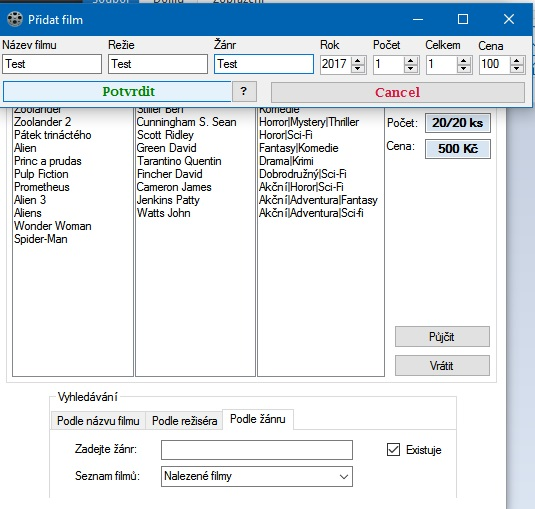 Soubor Domů Zobrazení
Přidat film
Název filmu Režie Žánr Rok Počet Celkem Cena
Test Test Test 2017 1 1 100
Potvrdit ? Cancel
Zoolander Stiller Ben Komedie
Zoolander 2 Cunningham S. Sean Horror|Mystery|Thriller
Pátek trináctého Scott Ridley Horor|Sci-Fi
Alien Green David Fantasy|Komedie
Princ a prudas Tarantino Quentin Drama|Krimi
Pulp Fiction Fincher David Dobrodružný|Sci-Fi
Prometheus Cameron James Akční|Horor|Sci-Fi
Alien 3 Jenkins Patty Akční|Adventura|Fantasy
Aliens Watts John Akční|Adventura|Sci-fi
Wonder Woman
Spider-Man
Počet: 20/20 ks
Cena: 500 Kč
Půjčit
Vrátit
Vyhledávání
Podle názvu filmu Podle režiséra Podle žánru
Zadejte žánr: Existuje
Seznam filmů: Nalezené filmy